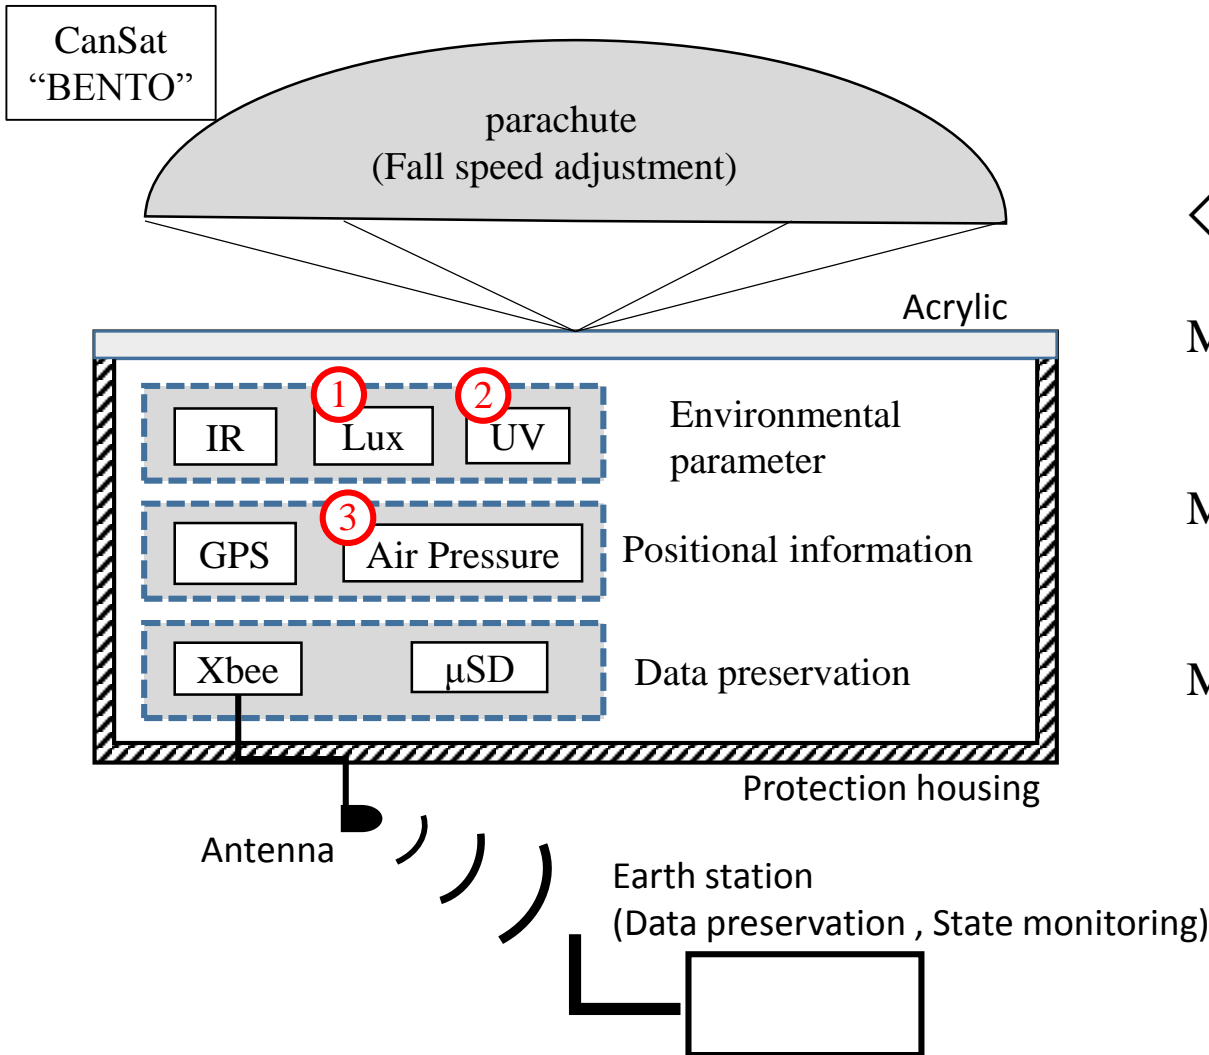 CanSat
“BENTO”
parachute
(Fall speed adjustment)
Acrylic
1
2
IR
Lux
UV
Environmental
parameter
3
GPS
Air Pressure
Positional information
Xbee
μSD
Data preservation
Protection housing
Antenna
Earth station
(Data preservation , State monitoring)
M
M
M